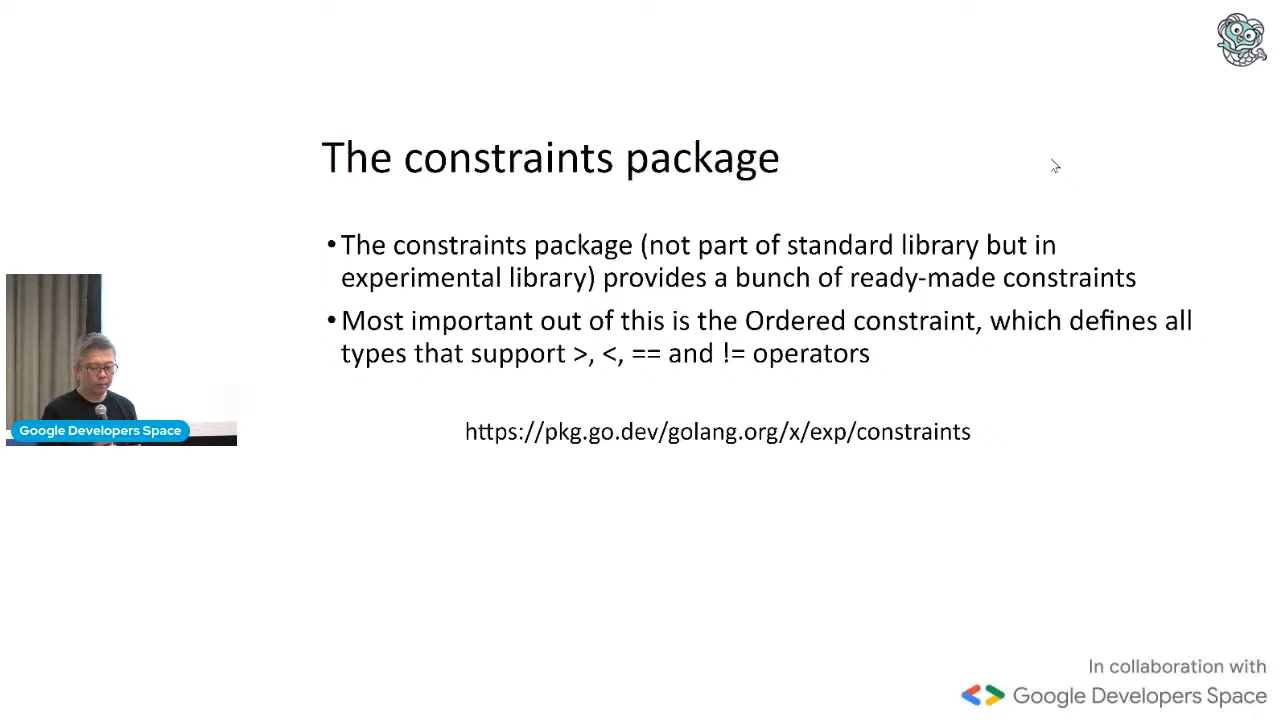 The constraints package
•The constraints package (not part of standard library but in
experimental library) provides a bunch of ready-made constraints
•Most important out of this is the Ordered constraint, which defines all
types that support >, <, == and != operators
https://pkg.go.dev/golang.org/x/exp/constraints
Google Developers Space
In collaboration with
Google Developers Space